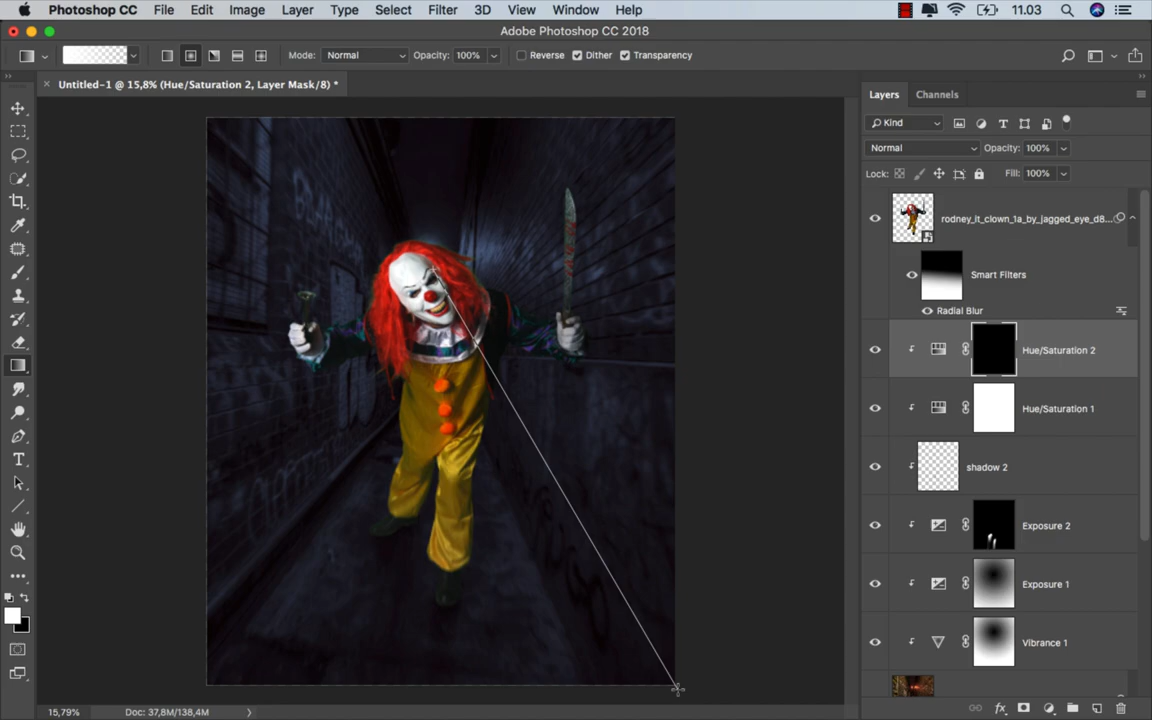 Photoshop CC File Edit Image Layer Type Select Filter 3D View Window Help 11.03
Adobe Photoshop CC 2018
Mode: Normal Opacity: 100% Reverse Dither Transparency
Untitled-1 @ 15,8% (Hue/Saturation 2, Layer Mask/8) *
Layers Channels
Kind
Normal Opacity: 100%
Lock: Fill: 100%
rodney_it_clown_1a_by_jagged_eye_d8...
Smart Filters
Radial Blur
Hue/Saturation 2
Hue/Saturation 1
shadow 2
Exposure 2
Exposure 1
Vibrance 1
15,79% Doc: 37,8M/138,4M